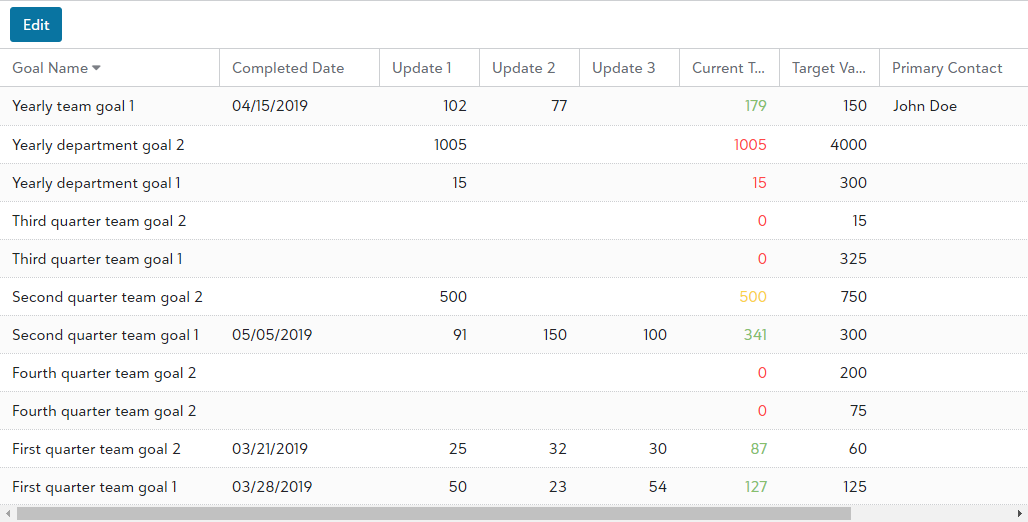 Edit
Goal Name Completed Date Update 1 Update 2 Update 3 Current T... Target Va... Primary Contact
Yearly team goal 1 04/15/2019 102 77 179 150 John Doe
Yearly department goal 2 1005 1005 4000
Yearly department goal 1 15 15 300
Third quarter team goal 2 0 15
Third quarter team goal 1 0 325
Second quarter team goal 2 500 500 750
Second quarter team goal 1 05/05/2019 91 150 100 341 300
Fourth quarter team goal 2 0 200
Fourth quarter team goal 2 0 75
First quarter team goal 2 03/21/2019 25 32 30 87 60
First quarter team goal 1 03/28/2019 50 23 54 127 125